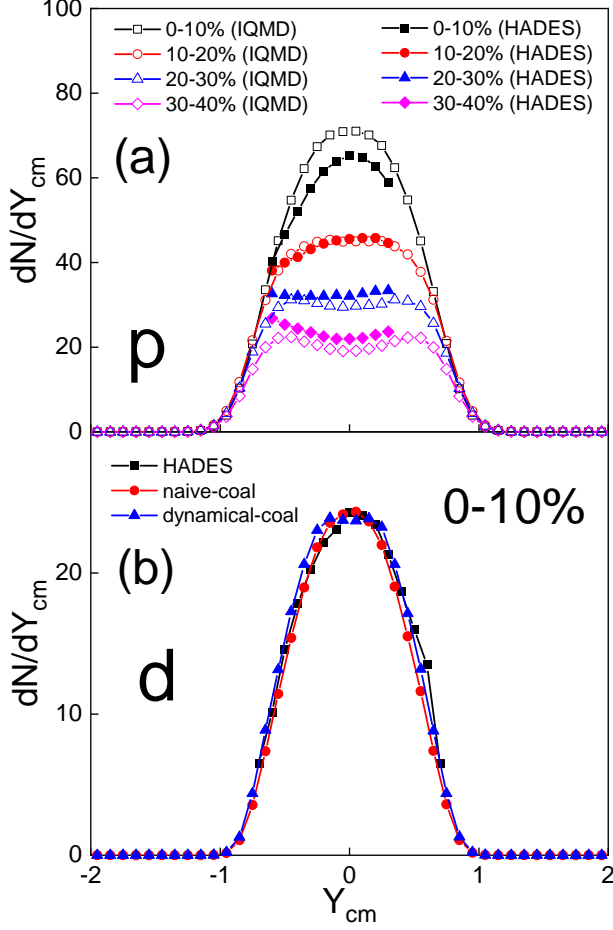 0-10% (IQMD) 0-10% (HADES)
10-20% (IQMD) 10-20% (HADES)
20-30% (IQMD) 20-30% (HADES)
30-40% (IQMD) 30-40% (HADES)
100
80
60
40
20
0
dN/dYcm
(a)
p
HADES
naive-coal
dynamical-coal
0-10%
(b)
d
dN/dYcm
20
10
0
-2 -1 0 1 2
Ycm